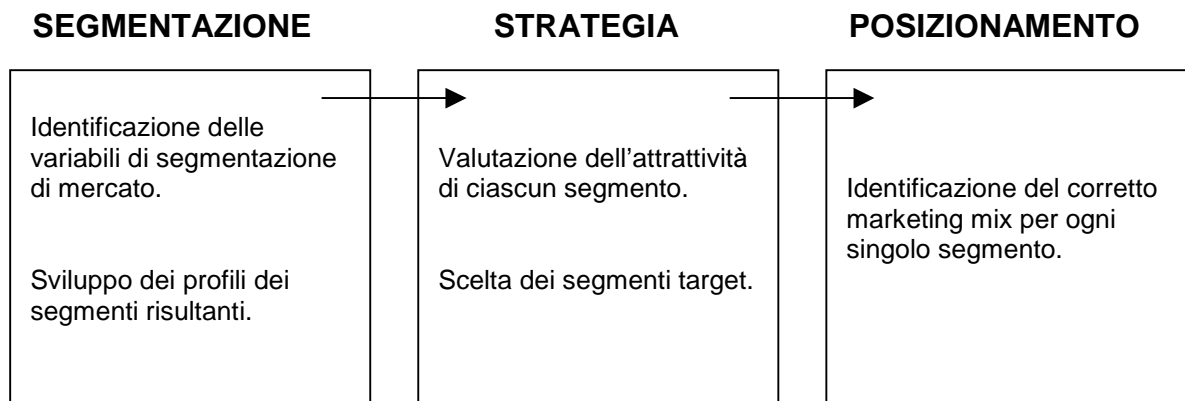 SEGMENTAZIONE
Identificazione delle
variabili di segmentazione
di mercato.
Sviluppo dei profili dei
segmenti risultanti.
STRATEGIA
Valutazione dell’attrattività
di ciascun segmento.
Scelta dei segmenti target.
POSIZIONAMENTO
Identificazione del corretto
marketing mix per ogni
singolo segmento.